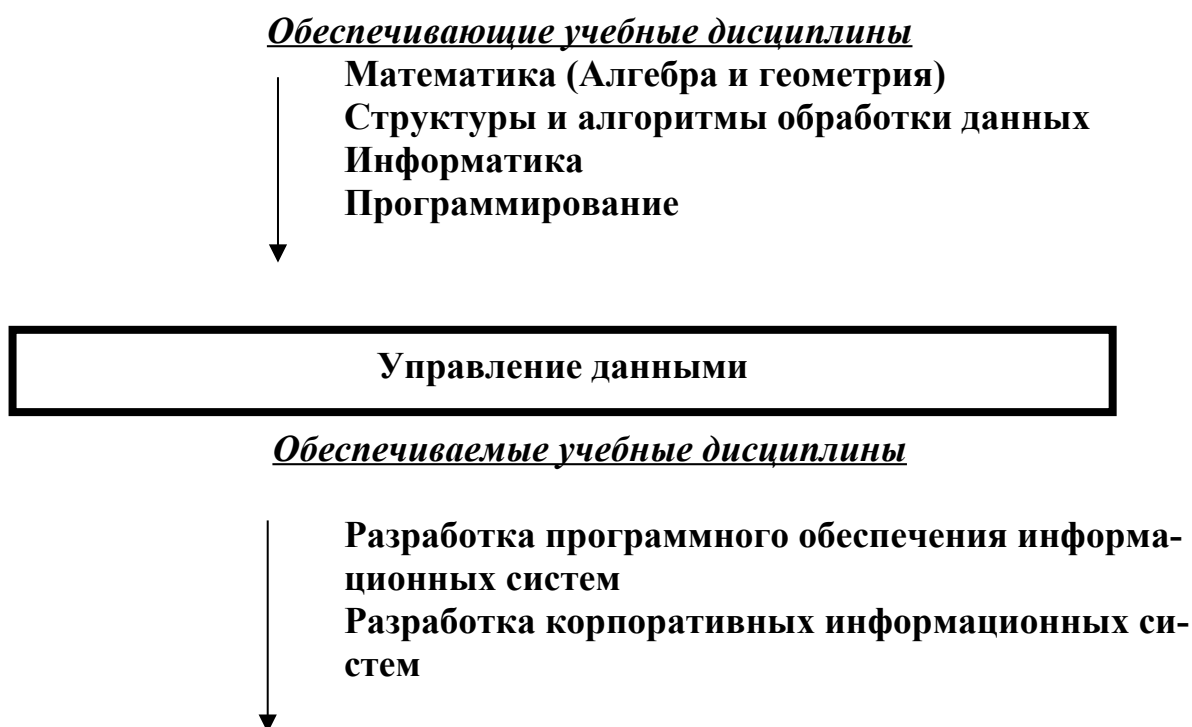 Обеспечивающие учебные дисциплины
Математика (Алгебра и геометрия)
Структуры и алгоритмы обработки данных
Информатика
Программирование
Управление данными
Обеспечиваемые учебные дисциплины
Разработка программного обеспечения информа-
ционных систем
Разработка корпоративных информационных си-
стем